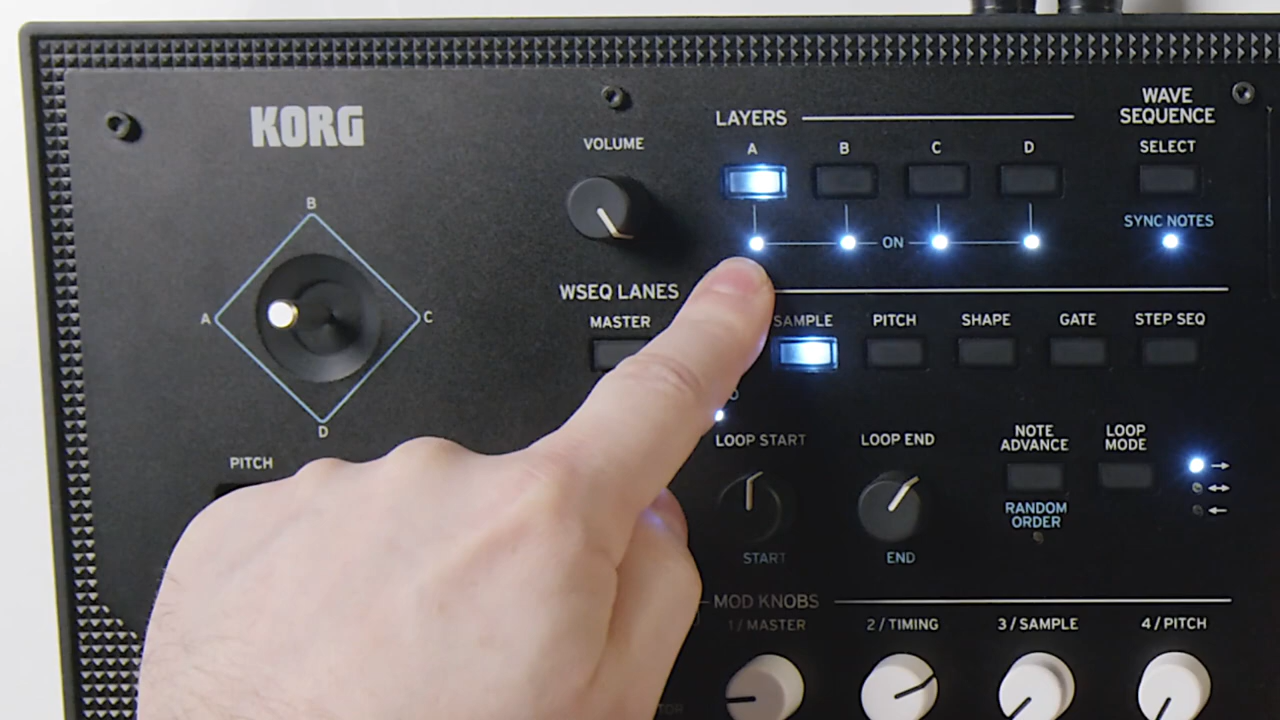 KORG
VOLUME
LAYERS
A
B
C
D
ON
WAVE
SEQUENCE
SELECT
SYNC NOTES
B
A
C
D
PITCH
WSEQ LANES
MASTER
SAMPLE
PITCH
SHAPE
GATE
STEP SEQ
LOOP START
LOOP END
NOTE
ADVANCE
LOOP
MODE
RANDOM
ORDER
START
END
MOD KNOBS
1 / MASTER
2 / TIMING
3 / SAMPLE
4 / PITCH